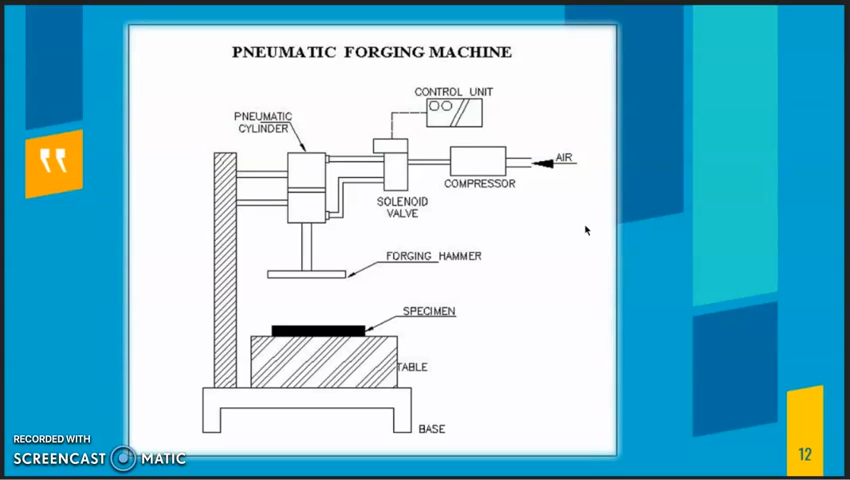 PNEUMATIC FORGING MACHINE
CONTROL UNIT
PNEUMATIC
CYLINDER
AIR
COMPRESSOR
SOLENOID
VALVE
FORGING HAMMER
SPECIMEN
TABLE
BASE
"
RECORDED WITH
SCREENCAST MATIC
12